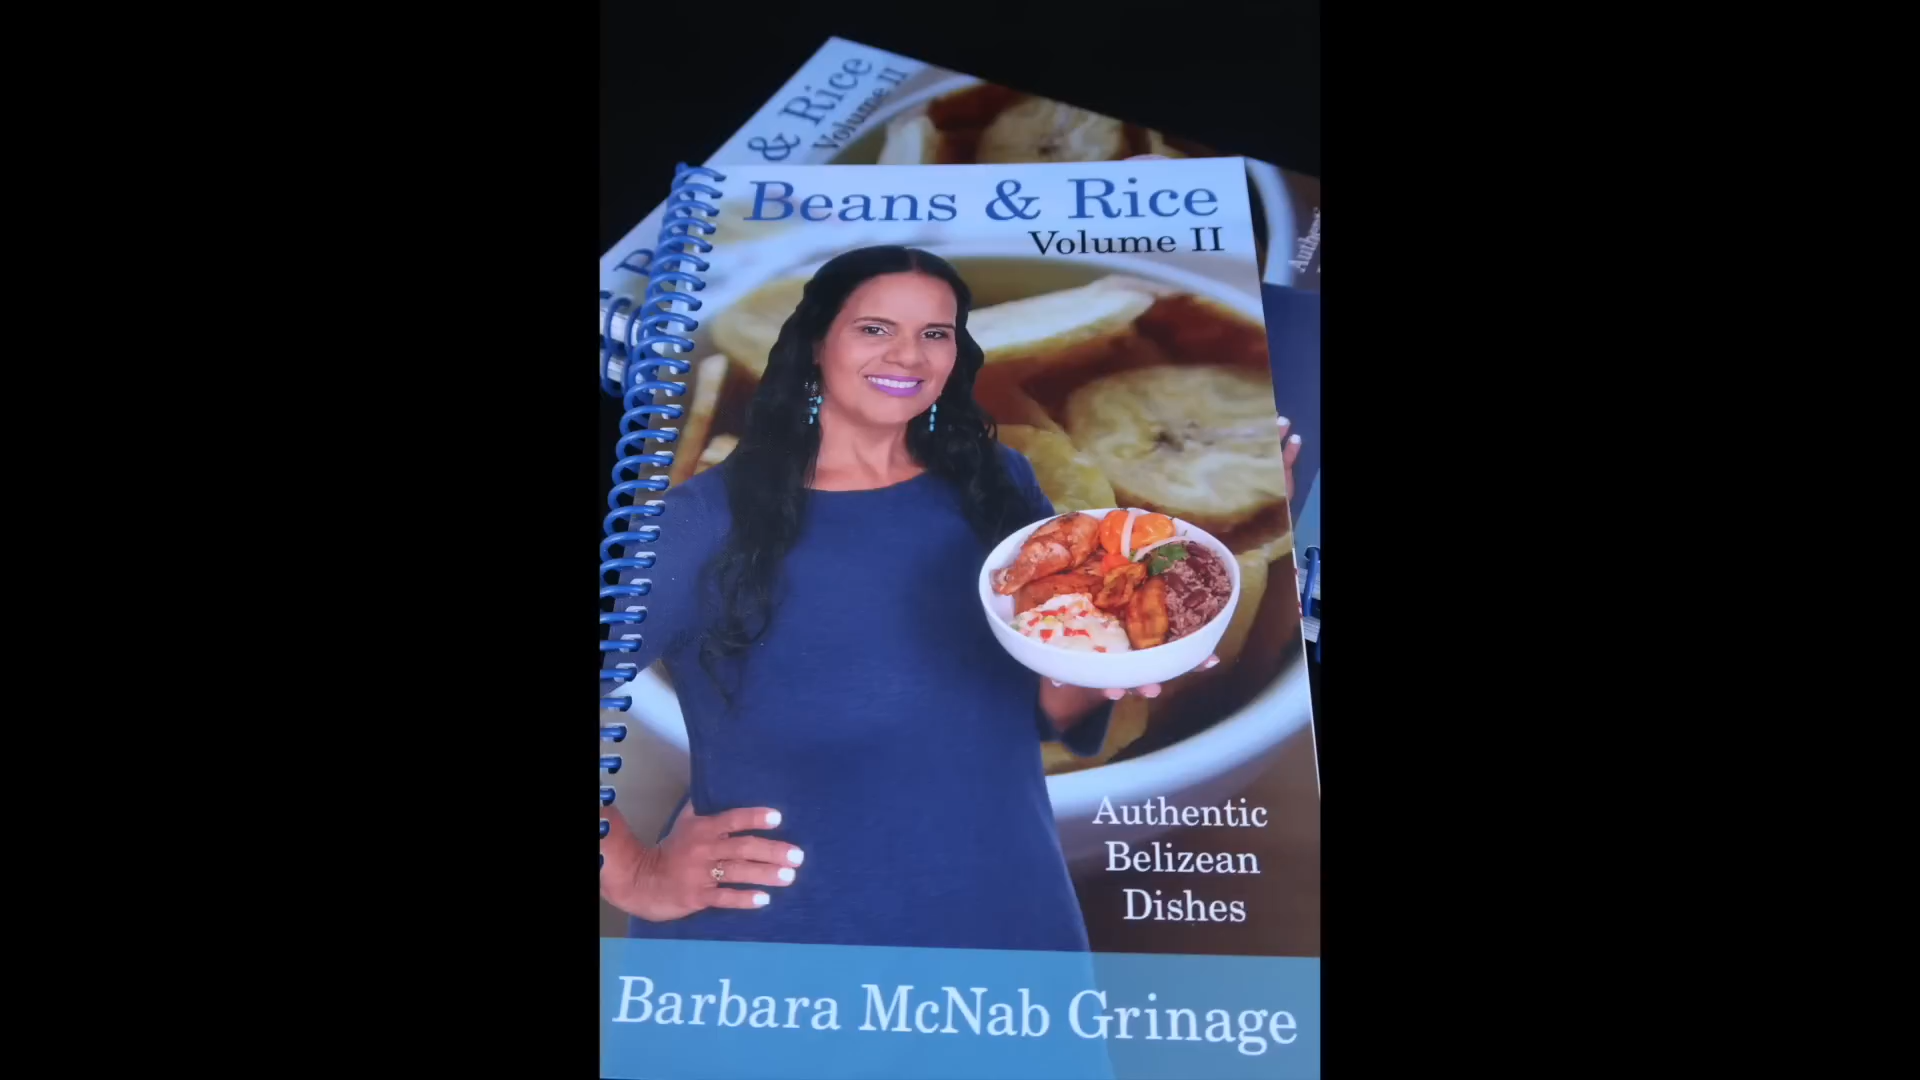 & Rice
Volume II
Beans & Rice
Volume II
Authentic
Belizean
Dishes
Barbara McNab Grinage